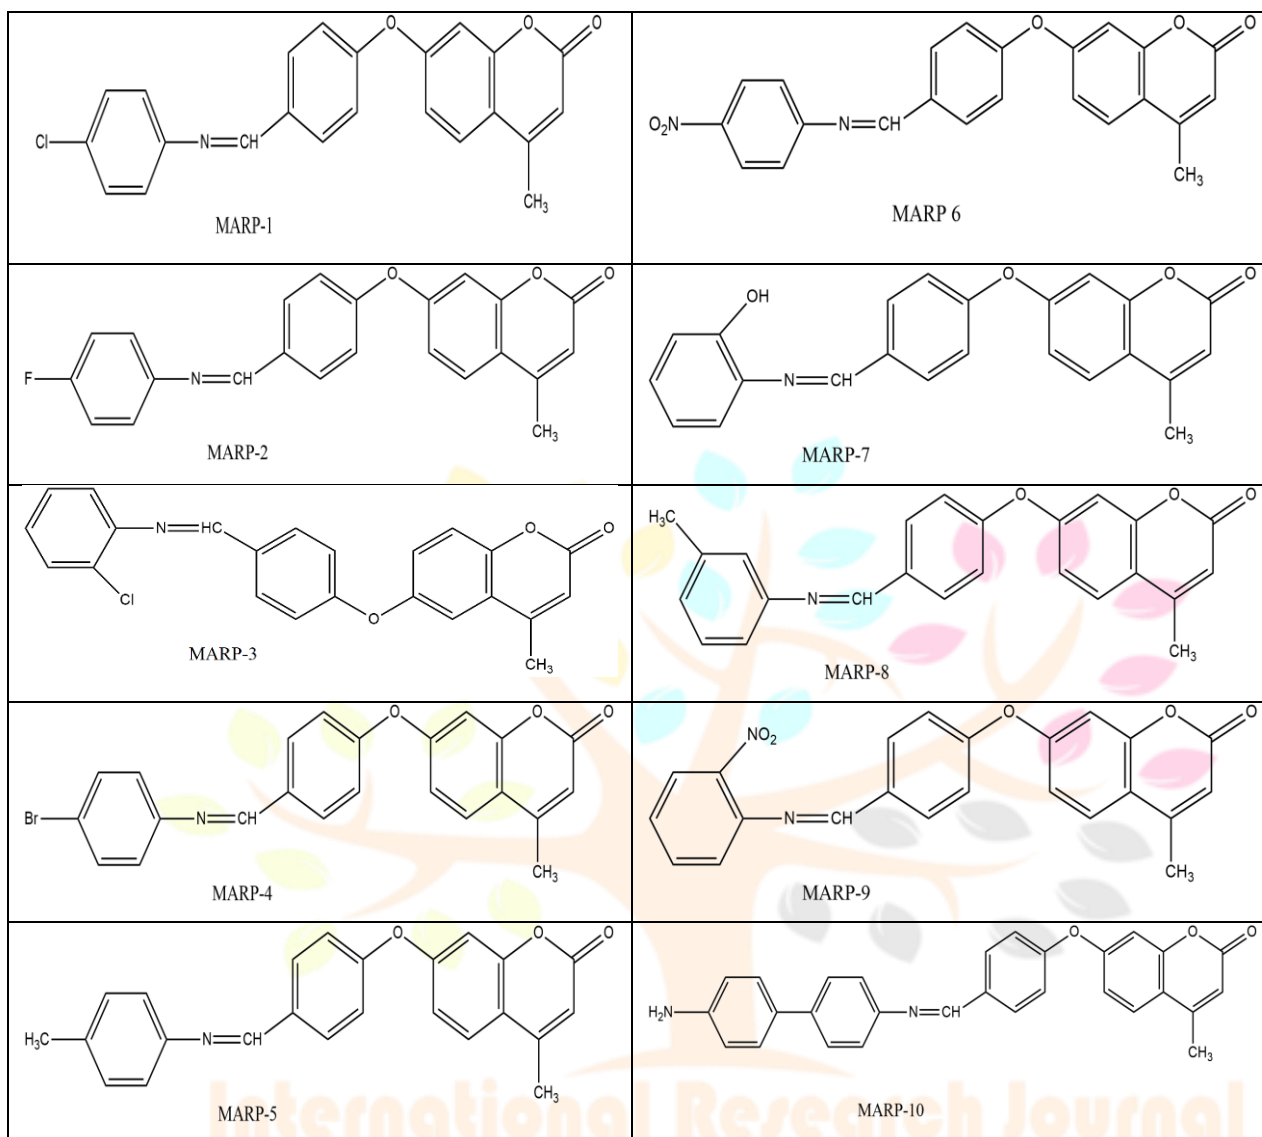 O
O
O
Cl
N
CH
CH3
MARP-1
O
O
O
O2N
N
CH
CH3
MARP 6
O
O
O
F
N
CH
CH3
MARP-2
O
O
O
OH
N
CH
CH3
MARP-7
N
HC
Cl
O
O
O
CH3
MARP-3
O
O
O
H3C
N
CH
CH3
MARP-8
O
O
O
Br
N
CH
CH3
MARP-4
O
O
O
NO2
N
CH
CH3
MARP-9
O
O
O
H3C
N
CH
CH3
MARP-5
O
O
O
H2N
N
CH
CH3
MARP-10
International Research Journal